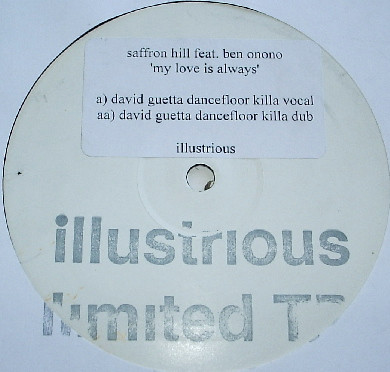 saffron hill feat. ben onono
'my love is always'
a) david guetta dancefloor killa vocal
aa) david guetta dancefloor killa dub
illustrious
illustrious
limited